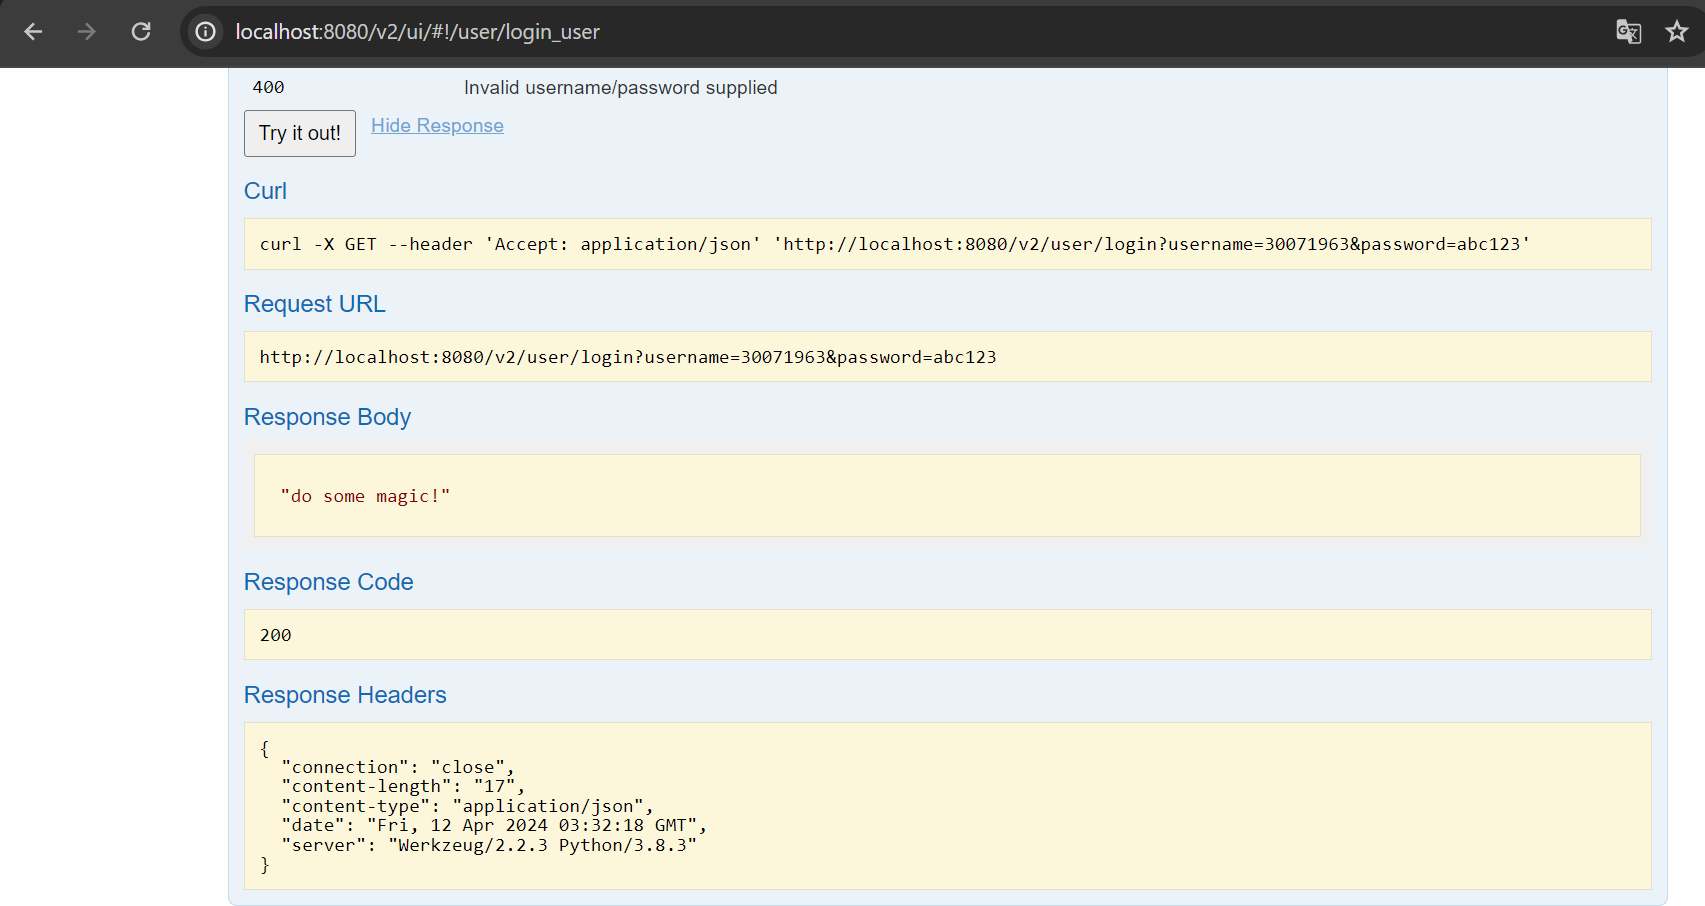 localhost:8080/v2/ui/#!/user/login_user
400 Invalid username/password supplied
Try it out! Hide Response
Curl
curl -X GET --header 'Accept: application/json' 'http://localhost:8080/v2/user/login?username=30071963&password=abc123'
Request URL
http://localhost:8080/v2/user/login?username=30071963&password=abc123
Response Body
"do some magic!"
Response Code
200
Response Headers
{
  "connection": "close",
  "content-length": "17",
  "content-type": "application/json",
  "date": "Fri, 12 Apr 2024 03:32:18 GMT",
  "server": "Werkzeug/2.2.3 Python/3.8.3"
}